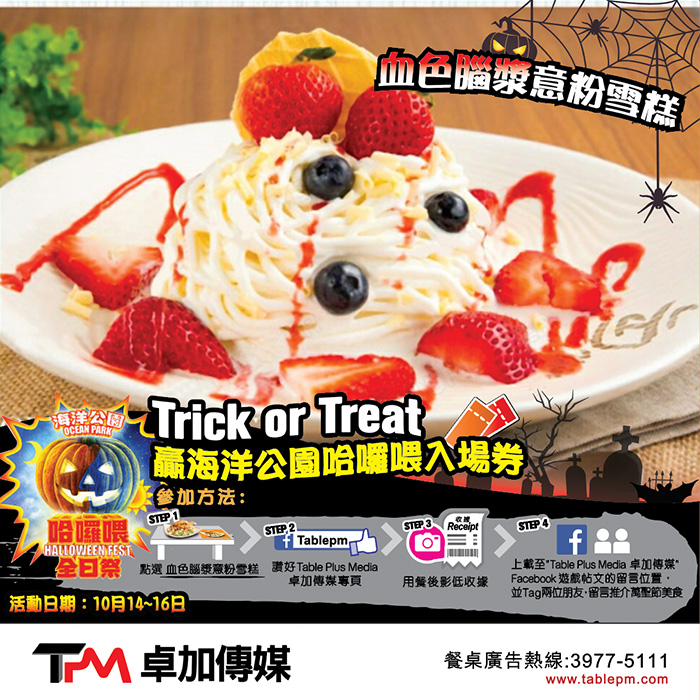 血色腦漿意粉雪糕
Trick or Treat
贏海洋公園哈囉喂入場券
海洋公園
OCEAN PARK
哈囉喂
HALLOWEEN FEST
全日祭
參加方法:
STEP 1
點選 血色腦漿意粉雪糕
STEP 2
f Tablepm
讚好Table Plus Media
卓加傳媒專頁
STEP 3
收據
Receipt
用餐後影低收據
STEP 4
f
上載至"Table Plus Media 卓加傳媒"
Facebook 遊戲帖文的留言位置,
並Tag兩位朋友,留言推介萬聖節美食
活動日期:10月14~16日
TPM 卓加傳媒
餐桌廣告熱線:3977-5111
www.tablepm.com